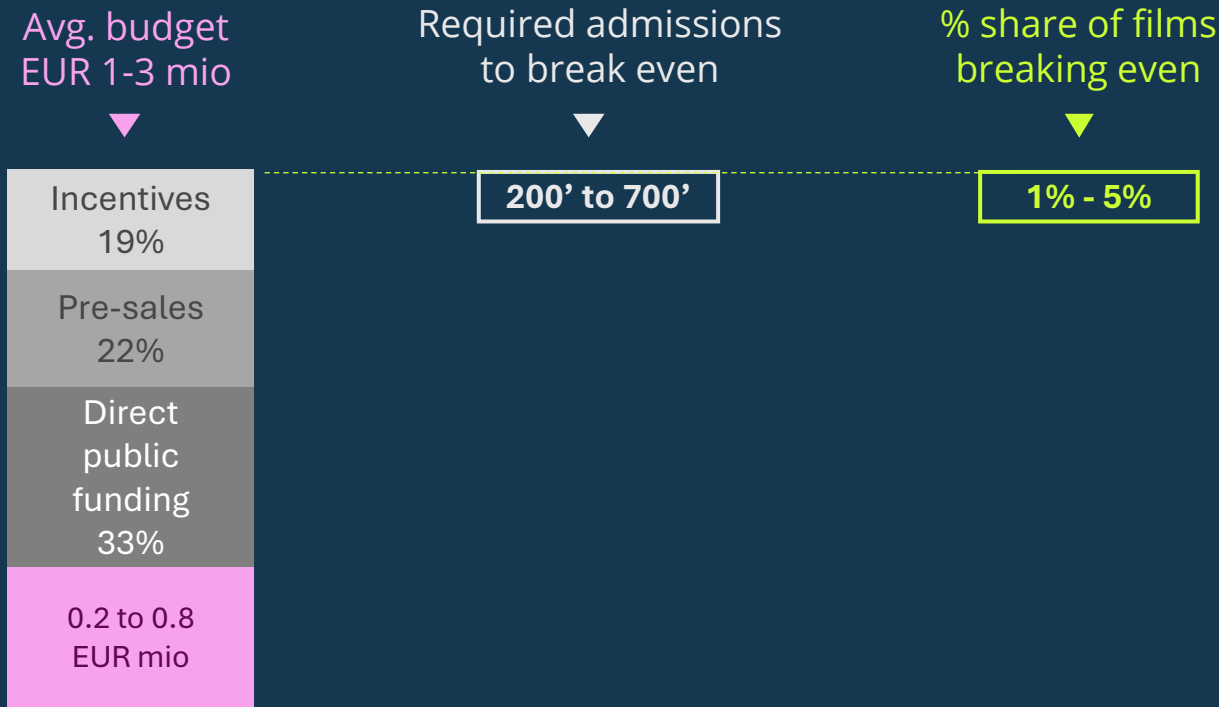 Avg. budget
EUR 1-3 mio
Required admissions
to break even
% share of films
breaking even
Incentives
19%
200’ to 700’
1% - 5%
Pre-sales
22%
Direct
public
funding
33%
0.2 to 0.8
EUR mio